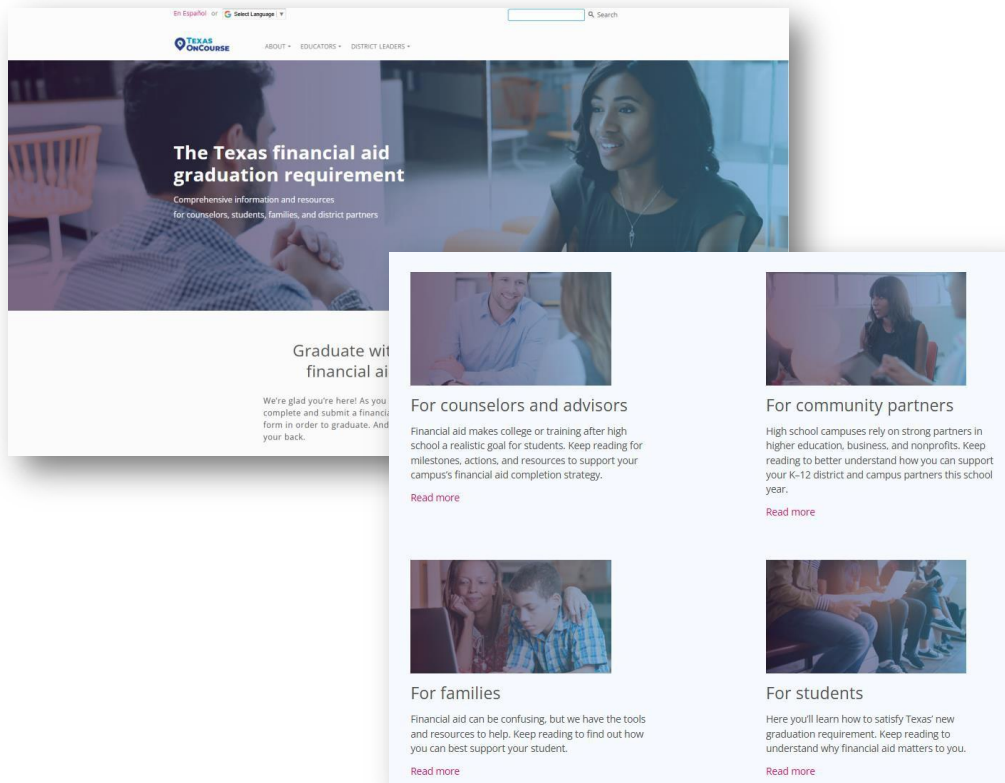 En Español or Select Language ▼
Search
TEXAS
ONCOURSE
ABOUT EDUCATORS DISTRICT LEADERS
The Texas financial aid
graduation requirement
Comprehensive information and resources
for counselors, students, families, and district partners
Graduate wit
financial ai
We're glad you're here! As you
complete and submit a financia
form in order to graduate. And
your back.
For counselors and advisors
Financial aid makes college or training after high
school a realistic goal for students. Keep reading for
milestones, actions, and resources to support your
campus's financial aid completion strategy.
Read more
For community partners
High school campuses rely on strong partners in
higher education, business, and nonprofits. Keep
reading to better understand how you can support
your K–12 district and campus partners this school
year.
Read more
For families
Financial aid can be confusing, but we have the tools
and resources to help. Keep reading to find out how
you can best support your student.
Read more
For students
Here you'll learn how to satisfy Texas' new
graduation requirement. Keep reading to
understand why financial aid matters to you.
Read more